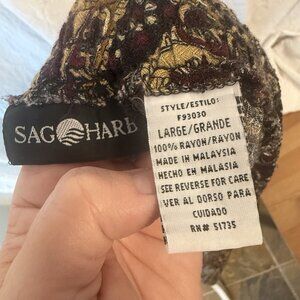 SAG HARB
STYLE/ESTILO:
F93030
LARGE/GRANDE
100% RAYON/RAYON
MADE IN MALAYSIA
HECHO EN MALASIA
SEE REVERSE FOR CARE
VER AL DORSO PARA
CUIDADO
RN# 51735